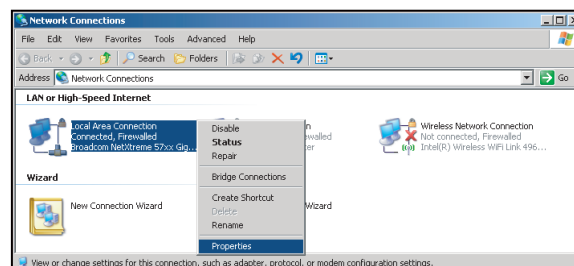 Network Connections
File Edit View Favorites Tools Advanced Help
Back Search Folders
Address Network Connections Go
LAN or High-Speed Internet
Local Area Connection
Connected, Firewalled
Broadcom NetXtreme 57xx Gig...
Disable
Status
Repair
Bridge Connections
Create Shortcut
Delete
Rename
Properties
n
ewalled
ter
Wireless Network Connection
Not connected, Firewalled
Intel(R) Wireless WiFi Link 496...
Wizard
New Connection Wizard
Wizard
View or change settings for this connection, such as adapter, protocol, or modem configuration settings.